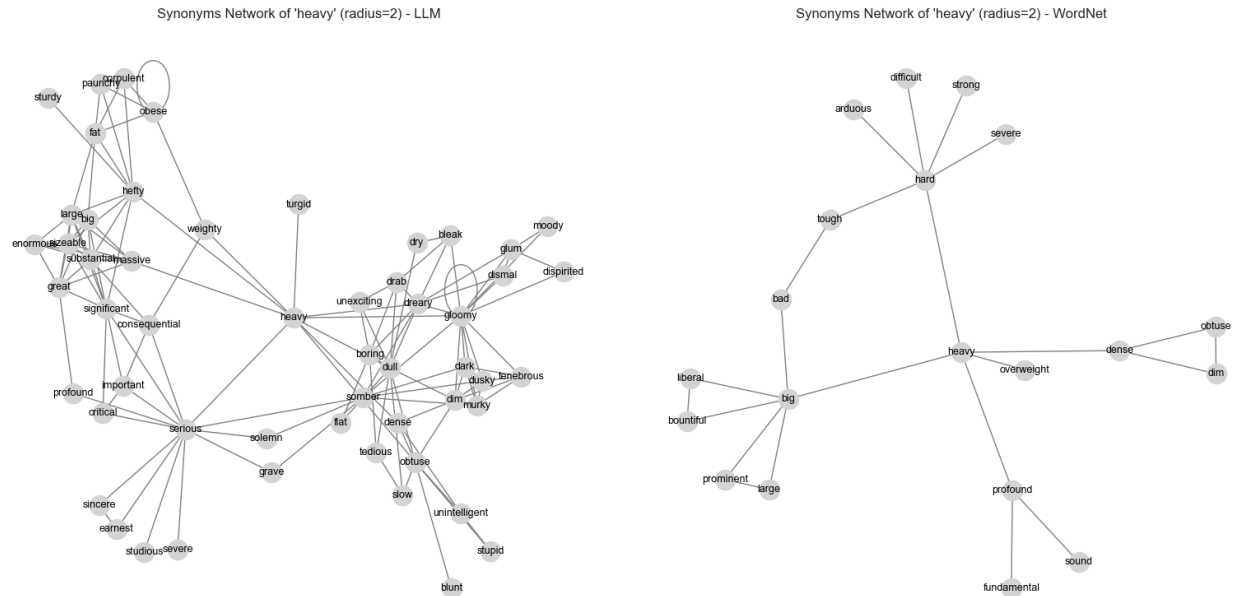 Synonyms Network of 'heavy' (radius=2) - LLM
corpulent
paunchy
sturdy
obese
fat
hefty
turgid
large
big
weighty
enormous
sizeable
substantial
massive
great
significant
consequential
heavy
profound
important
critical
serious
solemn
grave
sincere
earnest
studious
severe
moody
bleak
dry
glum
dismal
dispirited
drab
unexciting
dreary
gloomy
boring
dull
dark
dusky
tenebrous
somber
dim
murky
flat
dense
tedious
obtuse
slow
unintelligent
stupid
blunt
Synonyms Network of 'heavy' (radius=2) - WordNet
difficult
strong
arduous
severe
hard
tough
bad
obtuse
heavy
dense
overweight
dim
liberal
big
bountiful
prominent
large
profound
sound
fundamental